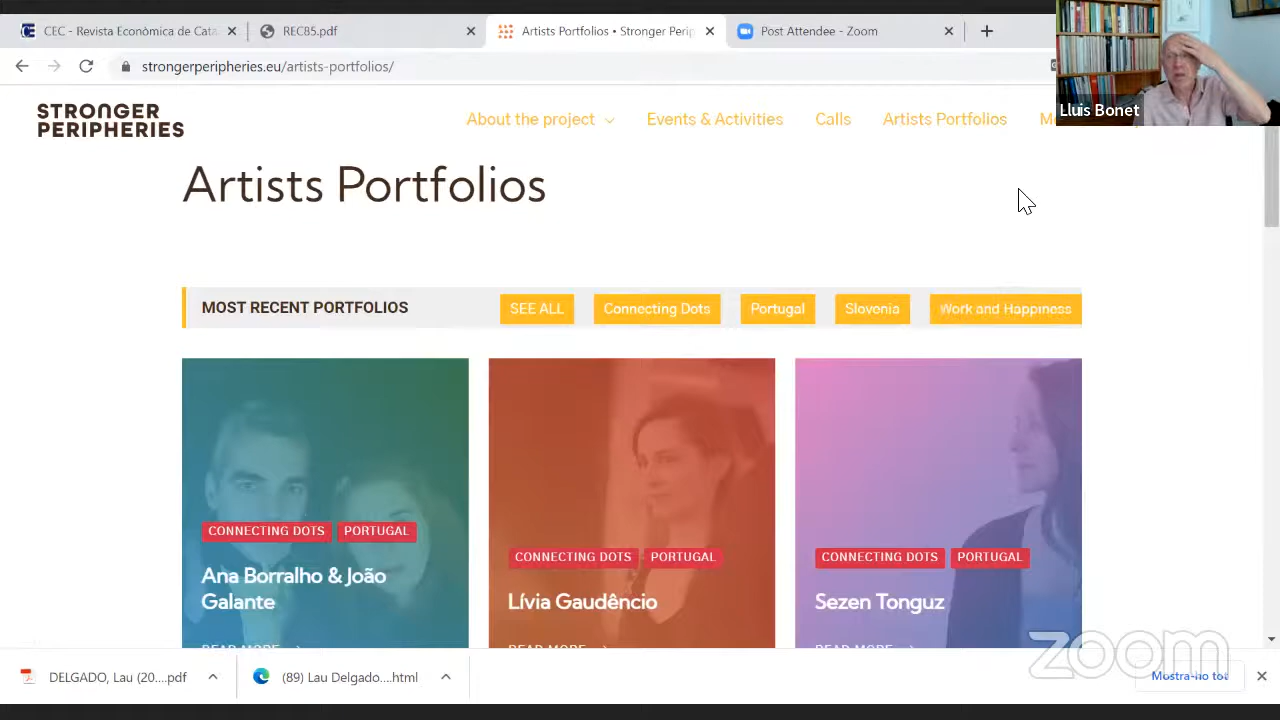 CEC - Revista Econòmica de Cata
REC85.pdf
Artists Portfolios • Stronger Perip
Post Attendee - Zoom
strongerperipheries.eu/artists-portfolios/
Lluis Bonet
STRONGER
PERIPHERIES
About the project
Events & Activities
Calls
Artists Portfolios
Artists Portfolios
MOST RECENT PORTFOLIOS
SEE ALL
Connecting Dots
Portugal
Slovenia
Work and Happiness
CONNECTING DOTS
PORTUGAL
Ana Borralho & João
Galante
READ MORE
CONNECTING DOTS
PORTUGAL
Lívia Gaudêncio
READ MORE
CONNECTING DOTS
PORTUGAL
Sezen Tonguz
READ MORE
zoom
DELGADO, Lau (20....pdf
(89) Lau Delgado....html
Mostra-ho tot